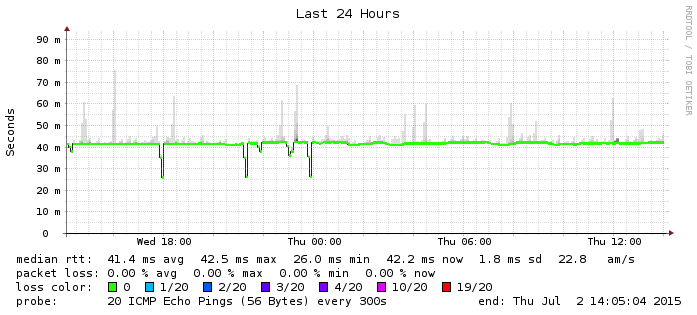 Last 24 Hours
RRDTOOL / TOBI OETIKER
Seconds
90 m
80 m
70 m
60 m
50 m
40 m
30 m
20 m
10 m
0
Wed 18:00 Thu 00:00 Thu 06:00 Thu 12:00
median rtt: 41.4 ms avg 42.5 ms max 26.0 ms min 42.2 ms now 1.8 ms sd 22.8 am/s
packet loss: 0.00 % avg 0.00 % max 0.00 % min 0.00 % now
loss color: 0 1/20 2/20 3/20 4/20 10/20 19/20
probe: 20 ICMP Echo Pings (56 Bytes) every 300s end: Thu Jul 2 14:05:04 2015